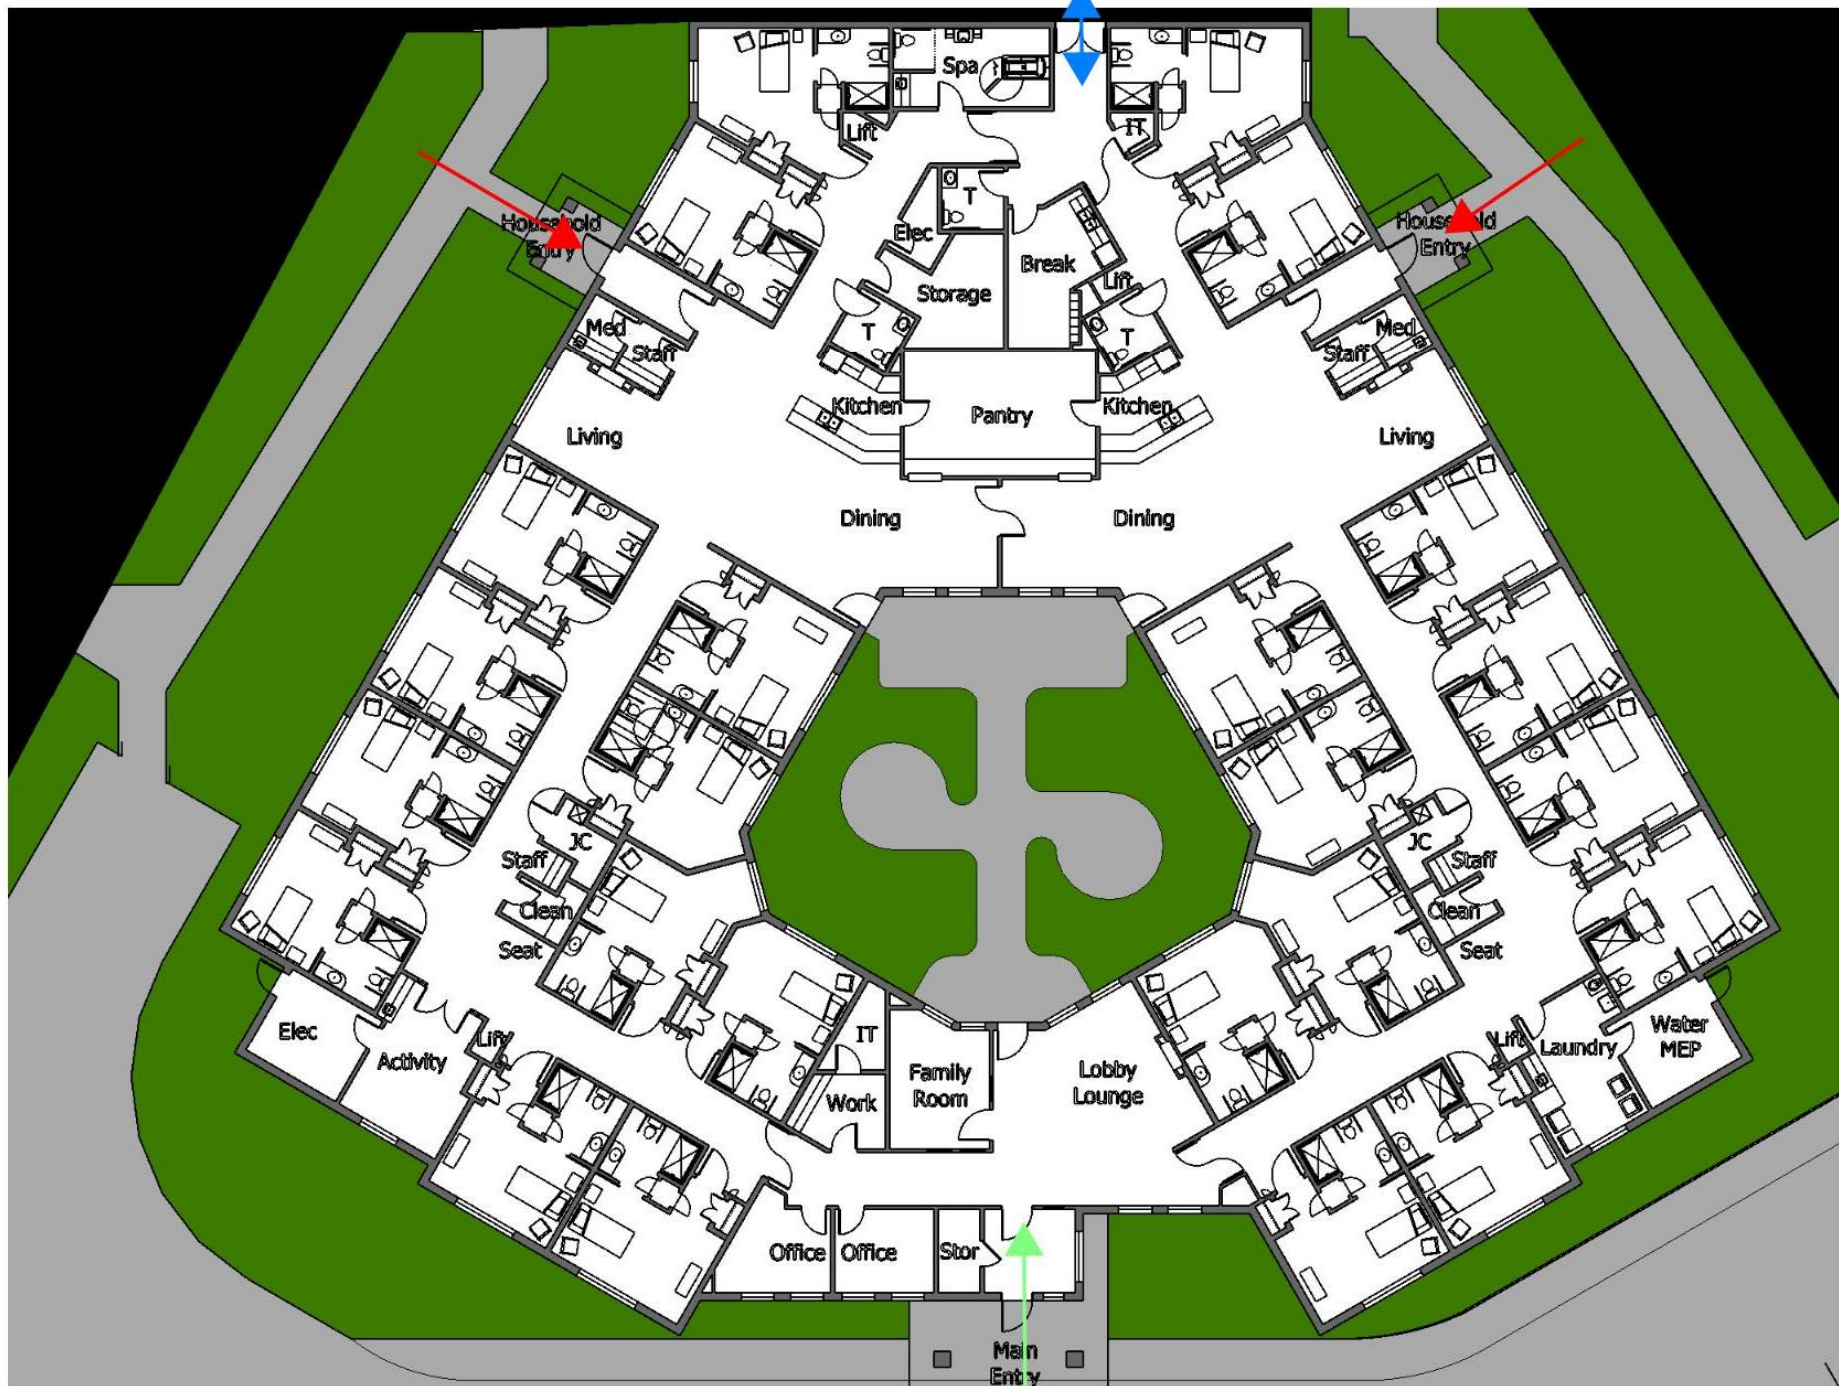 Spa
Lift
IT
T
Household
Entry
Elec
Break
Household
Entry
Storage
Lift
Med
Staff
T
T
Med
Staff
Kitchen
Pantry
Kitchen
Living
Living
Dining
Dining
JC
Staff
Clean
Seat
JC
Staff
Clean
Seat
Elec
Activity
Lift
IT
Work
Family
Room
Lobby
Lounge
Lift
Laundry
Water
MEP
Office
Office
Stor
Main
Entry